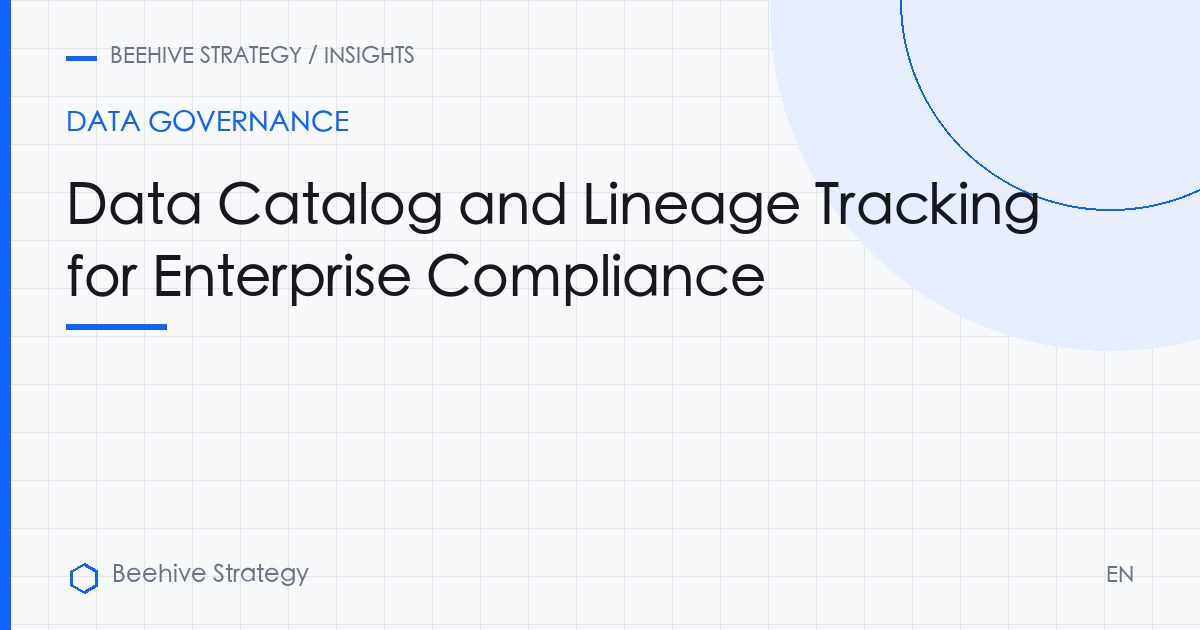 BEEHIVE STRATEGY / INSIGHTS
DATA GOVERNANCE
Data Catalog and Lineage Tracking
for Enterprise Compliance
Beehive Strategy
EN